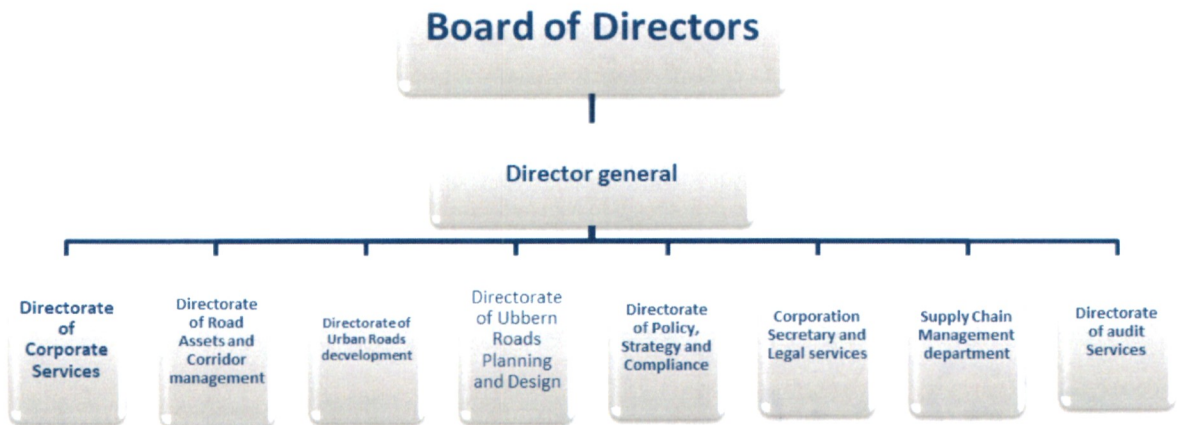 Board of Directors
Director general
Directorate
of
Corporate
Services
Directorate
of Road
Assets and
Corridor
management
Directorate of
Urban Roads
decvelopment
Directorate
of Ubbern
Roads
Planning
and Design
Directorate
of Policy,
Strategy and
Compliance
Corporation
Secretary and
Legal services
Supply Chain
Management
department
Directorate
of audit
Services